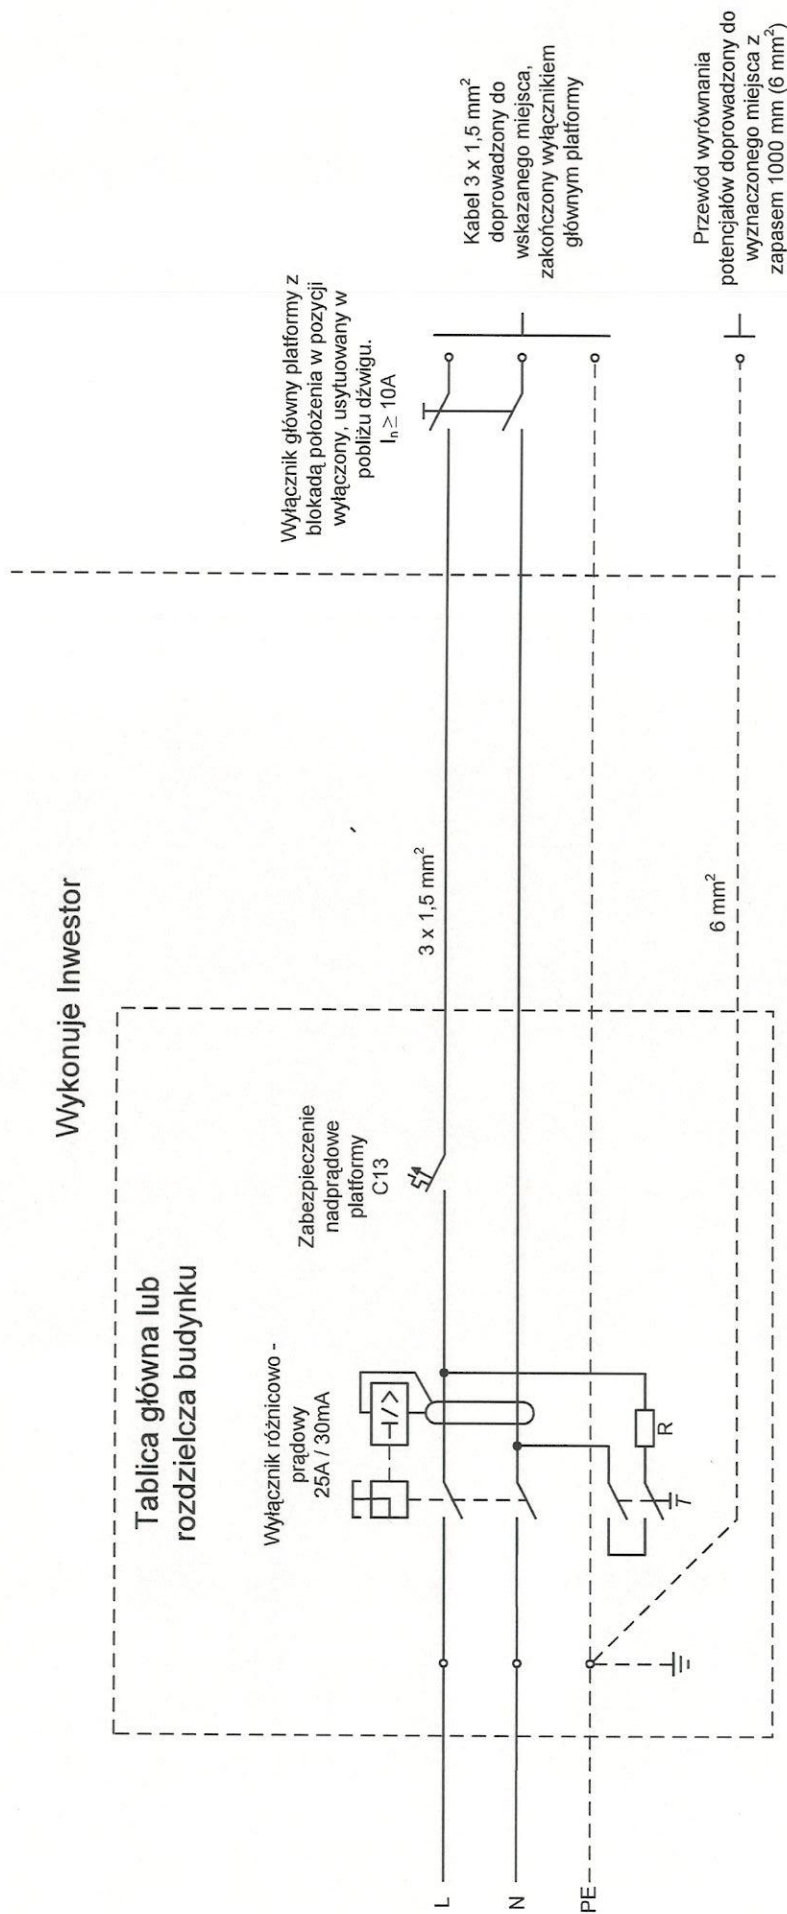 Wykonuje Inwestor
Tablica główna lub
rozdzielcza budynku
Wyłącznik różnicowo -
prądowy
25A / 30mA
Zabezpieczenie
nadprądowe
platformy
C13
Wyłącznik główny platformy z
blokadą położenia w pozycji
wyłączony, usytuowany w
pobliżu dźwigu.
Iₙ ≥ 10A
Kabel 3 x 1,5 mm²
doprowadzony do
wskazanego miejsca,
zakończony wyłącznikiem
głównym platformy
Przewód wyrównania
potencjałów doprowadzony do
wyznaczonego miejsca z
zapasem 1000 mm (6 mm²)
3 x 1,5 mm²
6 mm²
I / >
R
T
L
N
PE